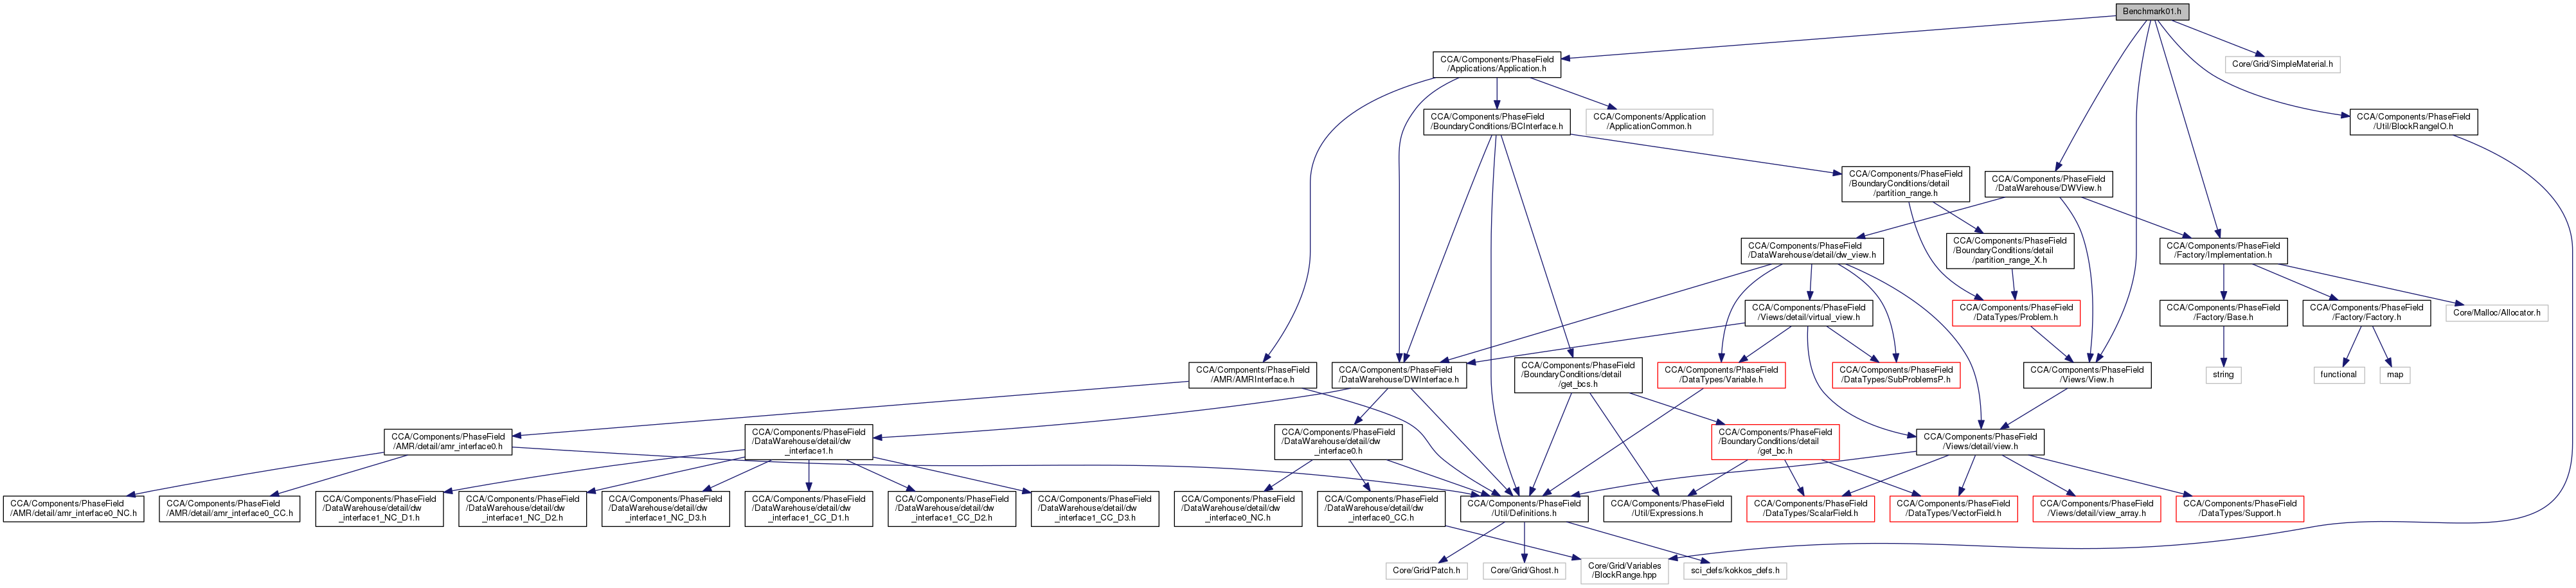 Benchmark01.h
CCA/Components/PhaseField
/Applications/Application.h
Core/Grid/SimpleMaterial.h
CCA/Components/PhaseField
/BoundaryConditions/BCInterface.h
CCA/Components/Application
/ApplicationCommon.h
CCA/Components/PhaseField
/Util/BlockRangeIO.h
CCA/Components/PhaseField
/BoundaryConditions/detail
/partition_range.h
CCA/Components/PhaseField
/DataWarehouse/DWView.h
CCA/Components/PhaseField
/DataWarehouse/detail/dw_view.h
CCA/Components/PhaseField
/BoundaryConditions/detail
/partition_range_X.h
CCA/Components/PhaseField
/Factory/Implementation.h
CCA/Components/PhaseField
/Views/detail/virtual_view.h
CCA/Components/PhaseField
/DataTypes/Problem.h
CCA/Components/PhaseField
/Factory/Base.h
CCA/Components/PhaseField
/Factory/Factory.h
Core/Malloc/Allocator.h
CCA/Components/PhaseField
/AMR/AMRInterface.h
CCA/Components/PhaseField
/DataWarehouse/DWInterface.h
CCA/Components/PhaseField
/BoundaryConditions/detail
/get_bcs.h
CCA/Components/PhaseField
/DataTypes/Variable.h
CCA/Components/PhaseField
/DataTypes/SubProblemsP.h
CCA/Components/PhaseField
/Views/View.h
string
functional
map
CCA/Components/PhaseField
/AMR/detail/amr_interface0.h
CCA/Components/PhaseField
/DataWarehouse/detail/dw
_interface1.h
CCA/Components/PhaseField
/DataWarehouse/detail/dw
_interface0.h
CCA/Components/PhaseField
/BoundaryConditions/detail
/get_bc.h
CCA/Components/PhaseField
/Views/detail/view.h
CCA/Components/PhaseField
/AMR/detail/amr_interface0_NC.h
CCA/Components/PhaseField
/AMR/detail/amr_interface0_CC.h
CCA/Components/PhaseField
/DataWarehouse/detail/dw
_interface1_NC_D1.h
CCA/Components/PhaseField
/DataWarehouse/detail/dw
_interface1_NC_D2.h
CCA/Components/PhaseField
/DataWarehouse/detail/dw
_interface1_NC_D3.h
CCA/Components/PhaseField
/DataWarehouse/detail/dw
_interface1_CC_D1.h
CCA/Components/PhaseField
/DataWarehouse/detail/dw
_interface1_CC_D2.h
CCA/Components/PhaseField
/DataWarehouse/detail/dw
_interface1_CC_D3.h
CCA/Components/PhaseField
/DataWarehouse/detail/dw
_interface0_NC.h
CCA/Components/PhaseField
/DataWarehouse/detail/dw
_interface0_CC.h
CCA/Components/PhaseField
/Util/Definitions.h
CCA/Components/PhaseField
/Util/Expressions.h
CCA/Components/PhaseField
/DataTypes/ScalarField.h
CCA/Components/PhaseField
/DataTypes/VectorField.h
CCA/Components/PhaseField
/Views/detail/view_array.h
CCA/Components/PhaseField
/DataTypes/Support.h
Core/Grid/Patch.h
Core/Grid/Ghost.h
Core/Grid/Variables
/BlockRange.hpp
sci_defs/kokkos_defs.h